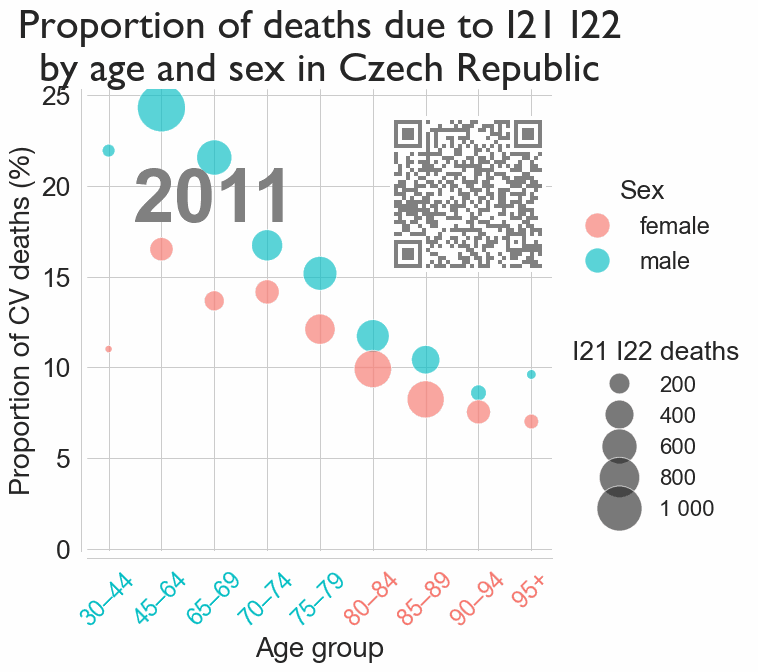 Proportion of deaths due to I21 I22
by age and sex in Czech Republic
Proportion of CV deaths (%)
25
20
15
10
5
0
2011
30–44
45–64
65–69
70–74
75–79
80–84
85–89
90–94
95+
Age group
Sex
female
male
I21 I22 deaths
200
400
600
800
1 000